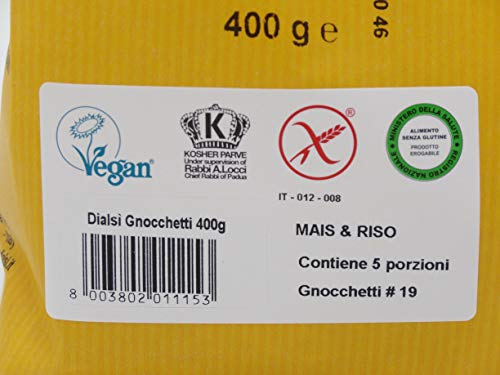 400 g e
0 46
Vegan
K
KOSHER PARVE
Under supervision of
Rabbi A.Locci
Chief Rabbi of Padua
®
IT - 012 - 008
MINISTERO DELLA SALUTE
ALIMENTO
SENZA GLUTINE
PRODOTTO
EROGABILE
REGISTRO NAZIONALE
Dialsì Gnocchetti 400g
8 003802 011153
MAIS & RISO
Contiene 5 porzioni
Gnocchetti # 19